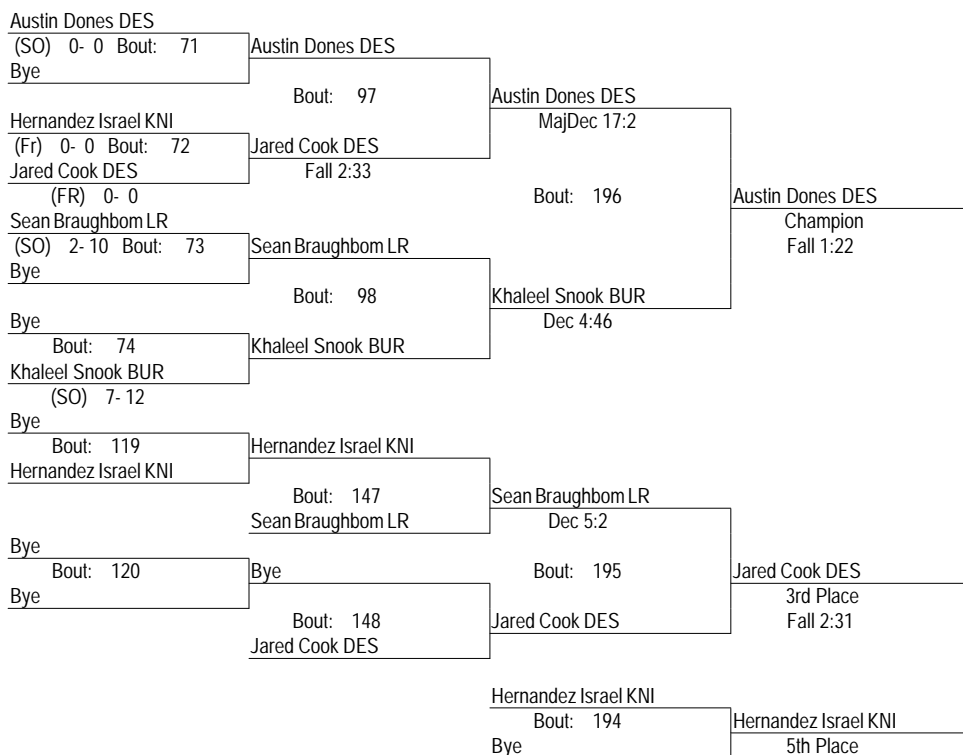 Austin Dones DES
(SO) 0- 0 Bout: 71
Austin Dones DES
Bye
Bout: 97
Austin Dones DES
Hernandez Israel KNI
MajDec 17:2
(Fr) 0- 0 Bout: 72
Jared Cook DES
Jared Cook DES
Fall 2:33
(FR) 0- 0
Bout: 196
Austin Dones DES
Sean Braughbom LR
Champion
(SO) 2- 10 Bout: 73
Sean Braughbom LR
Fall 1:22
Bye
Bout: 98
Khaleel Snook BUR
Bye
Dec 4:46
Bout: 74
Khaleel Snook BUR
Khaleel Snook BUR
(SO) 7- 12
Bye
Bout: 119
Hernandez Israel KNI
Hernandez Israel KNI
Bout: 147
Sean Braughbom LR
Sean Braughbom LR
Dec 5:2
Bye
Bout: 120
Bye
Bout: 195
Jared Cook DES
Bye
3rd Place
Bout: 148
Jared Cook DES
Fall 2:31
Jared Cook DES
Hernandez Israel KNI
Bout: 194
Hernandez Israel KNI
Bye
5th Place